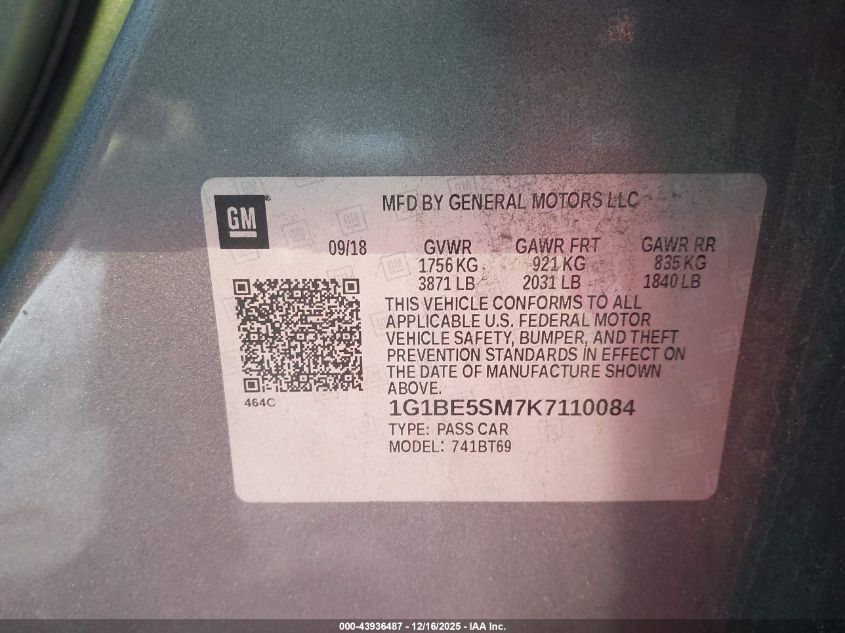 GM
MFD BY GENERAL MOTORS LLC
09/18 GVWR GAWR FRT GAWR RR
1756 KG 921 KG 835 KG
3871 LB 2031 LB 1840 LB
THIS VEHICLE CONFORMS TO ALL
APPLICABLE U.S. FEDERAL MOTOR
VEHICLE SAFETY, BUMPER, AND THEFT
PREVENTION STANDARDS IN EFFECT ON
THE DATE OF MANUFACTURE SHOWN
ABOVE.
464C
1G1BE5SM7K7110084
TYPE: PASS CAR
MODEL: 741BT69
000-43936487 - 12/16/2025 - IAA Inc.